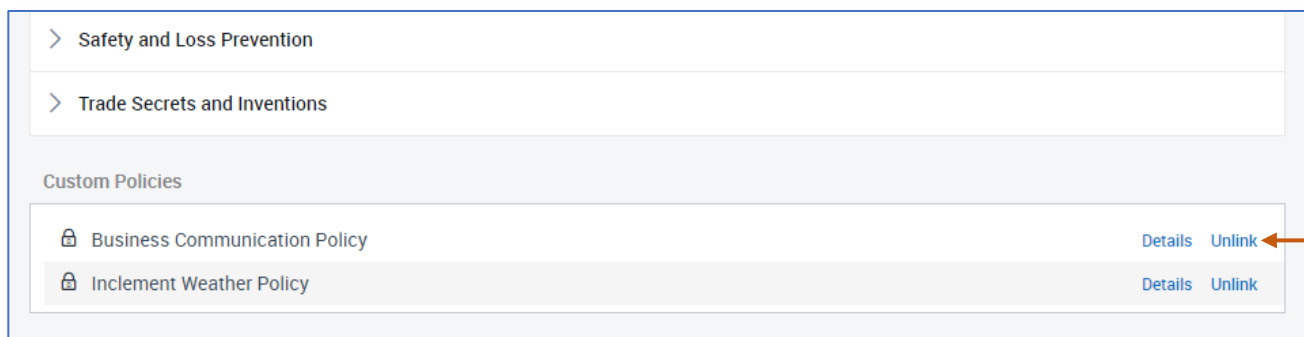 Safety and Loss Prevention
Trade Secrets and Inventions
Custom Policies
Business Communication Policy Details Unlink
Inclement Weather Policy Details Unlink